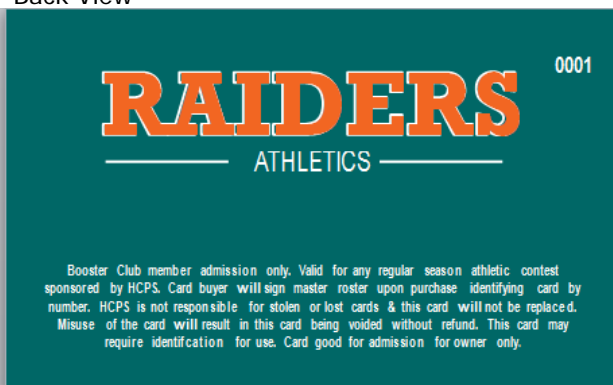 Back View
0001
RAIDERS
ATHLETICS
Booster Club member admission only. Valid for any regular season athletic contest
sponsored by HCPS. Card buyer will sign master roster upon purchase identifying card by
number. HCPS is not responsible for stolen or lost cards & this card will not be replaced.
Misuse of the card will result in this card being voided without refund. This card may
require identifcation for use. Card good for admission for owner only.